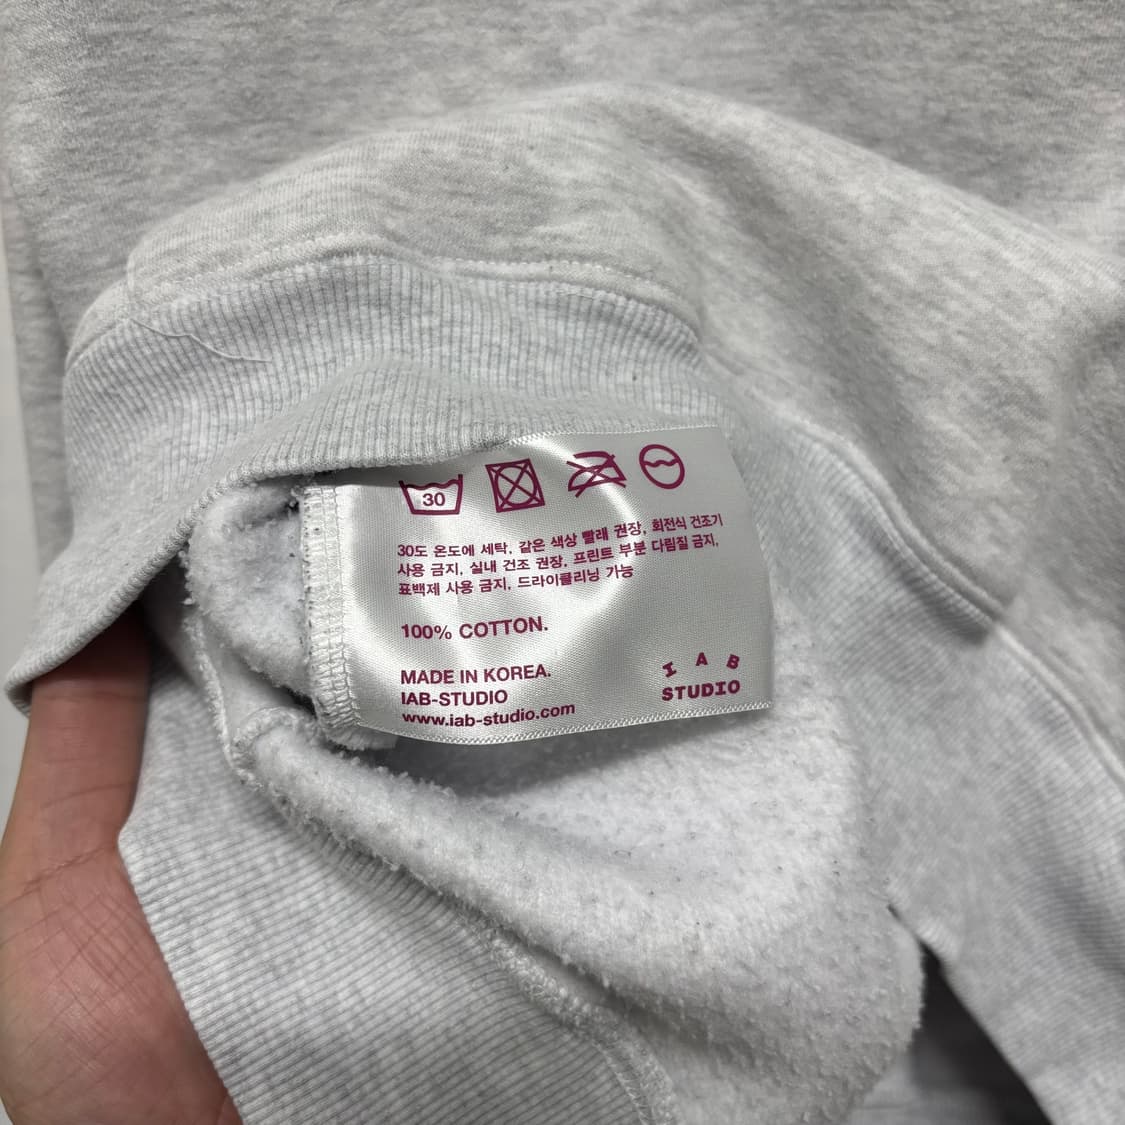 30
30도 온도에 세탁, 같은 색상 빨래 권장, 회전식 건조기
사용 금지, 실내 건조 권장, 프린트 부분 다림질 금지,
표백제 사용 금지, 드라이클리닝 가능
100% COTTON.
MADE IN KOREA.
IAB-STUDIO
www.iab-studio.com
IAB
STUDIO